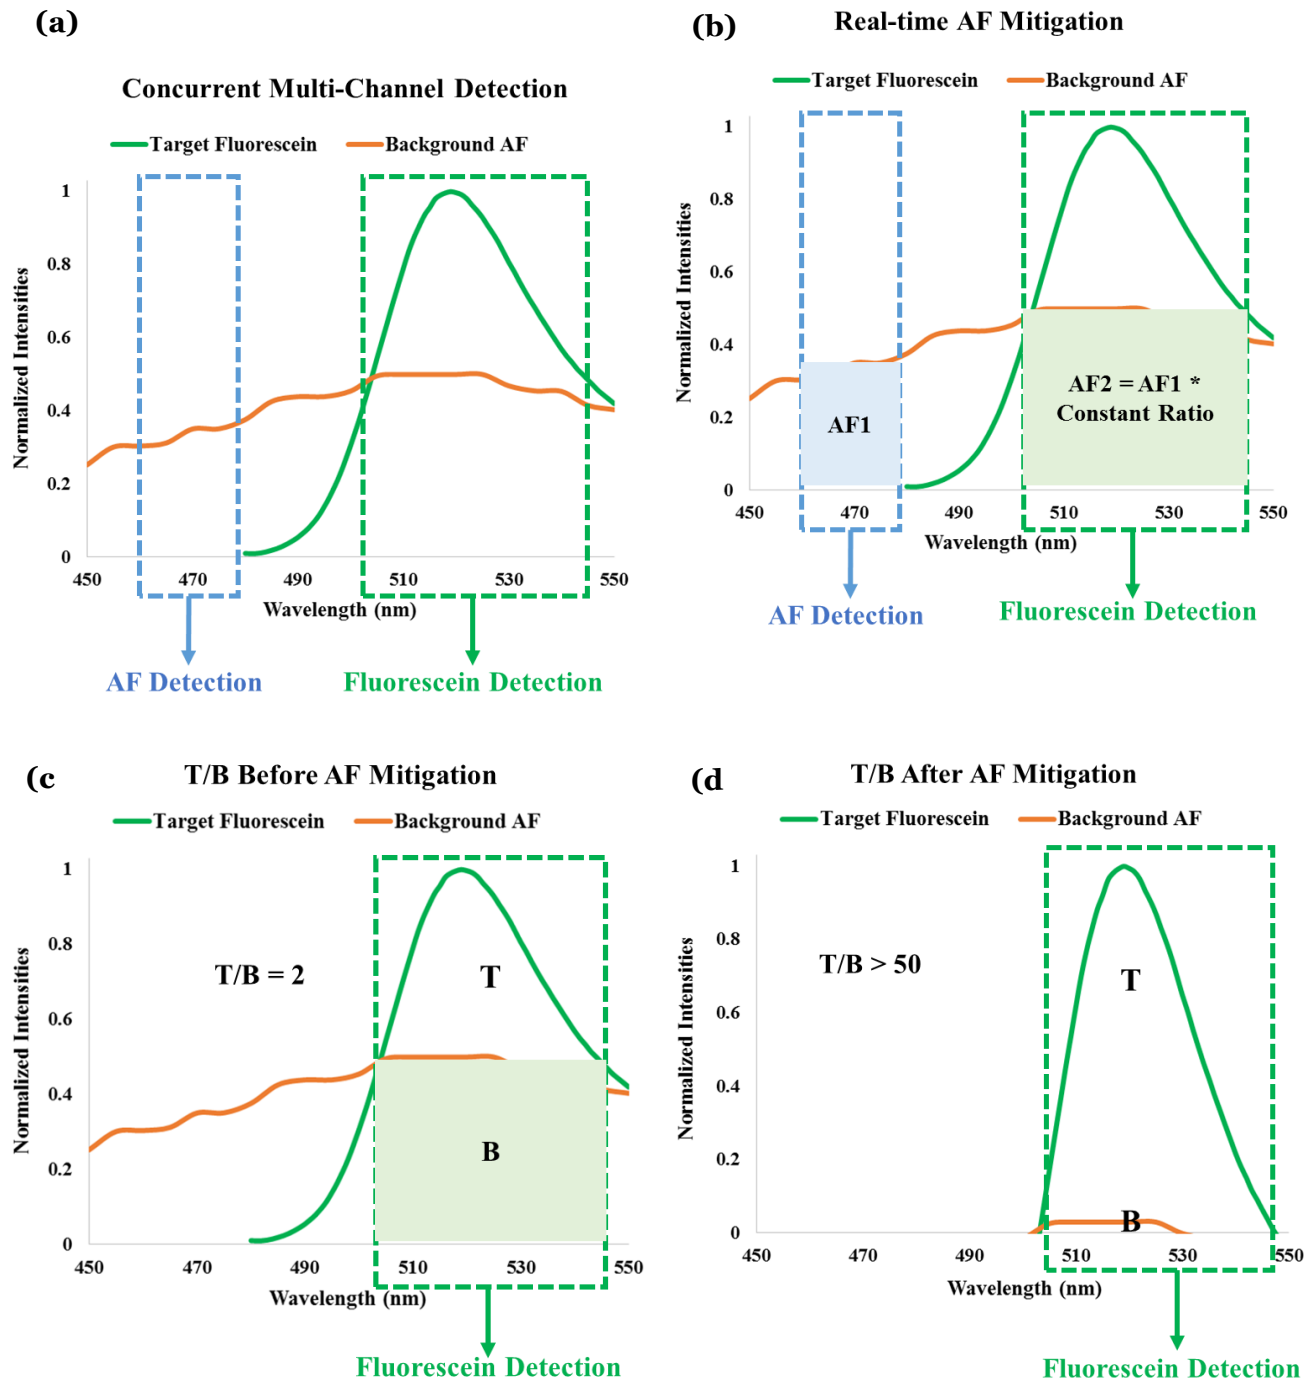 (a)
Concurrent Multi-Channel Detection
Target Fluorescein
Background AF
Normalized Intensities
1
0.8
0.6
0.4
0.2
0
450
470
490
510
530
550
Wavelength (nm)
AF Detection
Fluorescein Detection
(b)
Real-time AF Mitigation
Target Fluorescein
Background AF
Normalized Intensities
1
0.8
0.6
0.4
0.2
0
AF1
AF2 = AF1 *
Constant Ratio
450
470
490
510
530
550
Wavelength (nm)
AF Detection
Fluorescein Detection
(c
T/B Before AF Mitigation
Target Fluorescein
Background AF
Normalized Intensities
1
0.8
0.6
0.4
0.2
0
T/B = 2
T
B
450
470
490
510
530
550
Wavelength (nm)
Fluorescein Detection
(d
T/B After AF Mitigation
Target Fluorescein
Background AF
Normalized Intensities
1
0.8
0.6
0.4
0.2
0
T/B > 50
T
B
450
470
490
510
530
550
Wavelength (nm)
Fluorescein Detection